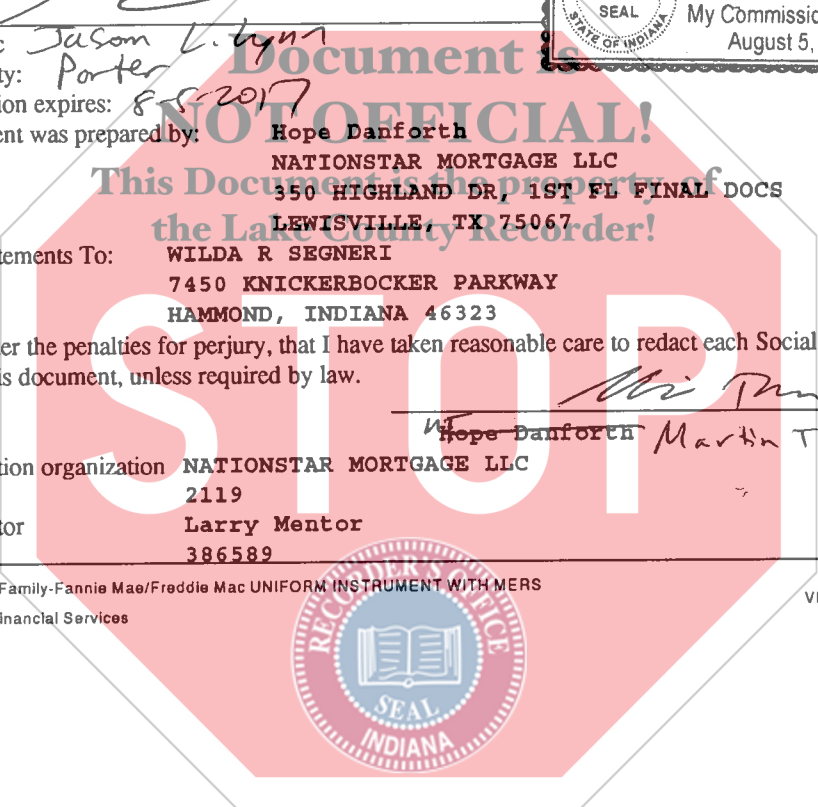 SEAL
STATE OF INDIANA
My Commissio
August 5,
: Jason L. Lynn
ty: Porter
ion expires: 8-5-2017
Document is
NOT OFFICIAL!
This Document is the property of
the Lake County Recorder!
ent was prepared by: Hope Danforth
NATIONSTAR MORTGAGE LLC
350 HIGHLAND DR, 1ST FL FINAL DOCS
LEWISVILLE, TX 75067
tements To: WILDA R SEGNERI
7450 KNICKERBOCKER PARKWAY
HAMMOND, INDIANA 46323
er the penalties for perjury, that I have taken reasonable care to redact each Social
is document, unless required by law.
Hope Danforth Martin T
tion organization NATIONSTAR MORTGAGE LLC
2119
tor Larry Mentor
386589
STOP
Family-Fannie Mae/Freddie Mac UNIFORM INSTRUMENT WITH MERS
inancial Services
RECORDER'S OFFICE
SEAL
INDIANA